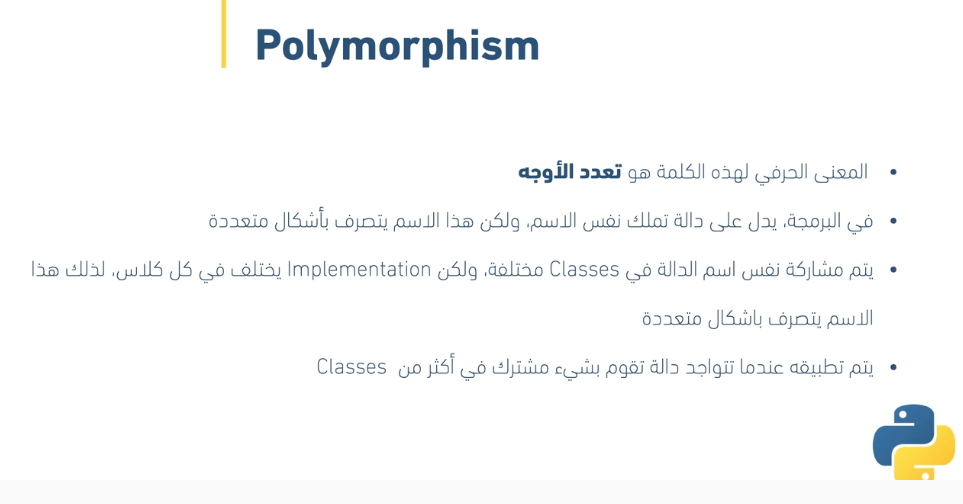 Polymorphism
المعنى الحرفي لهذه الكلمة هو تعدد الأوجه
في البرمجة، يدل على دالة تملك نفس الاسم، ولكن هذا الاسم يتصرف بأشكال متعددة
يتم مشاركة نفس اسم الدالة في Classes مختلفة، ولكن Implementation يختلف في كل كلاس، لذلك هذا
الاسم يتصرف باشكال متعددة
يتم تطبيقه عندما تتواجد دالة تقوم بشيء مشترك في أكثر من Classes